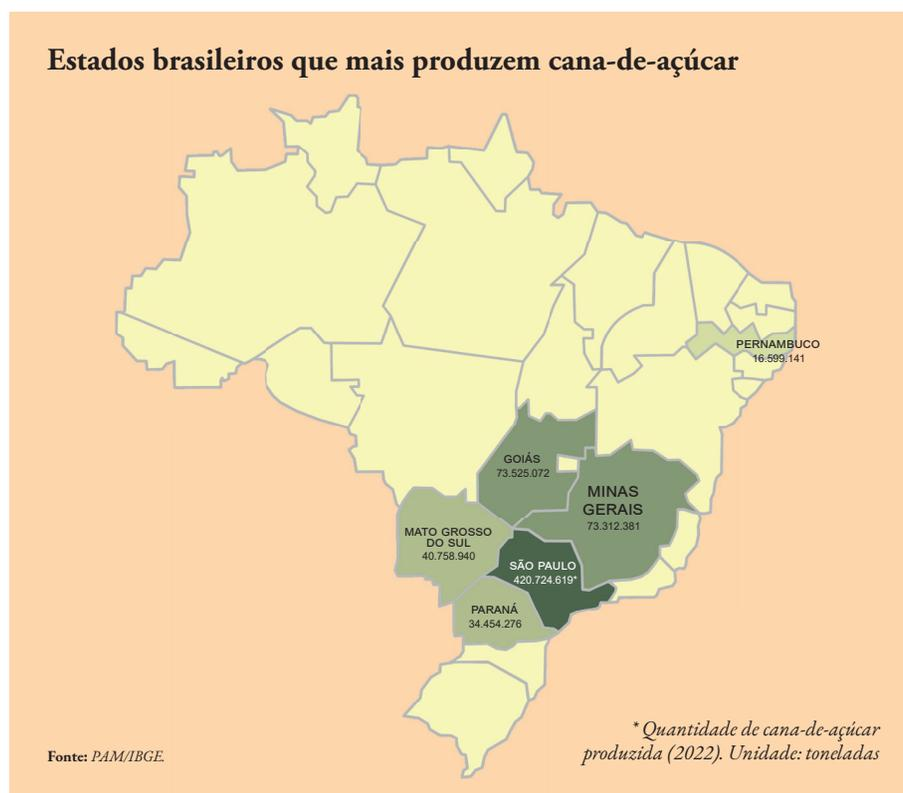 Estados brasileiros que mais produzem cana-de-açúcar
PERNAMBUCO
16.599.141
GOIÁS
73.525.072
MINAS
GERAIS
73.312.381
MATO GROSSO
DO SUL
40.758.940
SÃO PAULO
420.724.619*
PARANÁ
34.454.276
* Quantidade de cana-de-açúcar
produzida (2022). Unidade: toneladas
Fonte: PAM/IBGE.